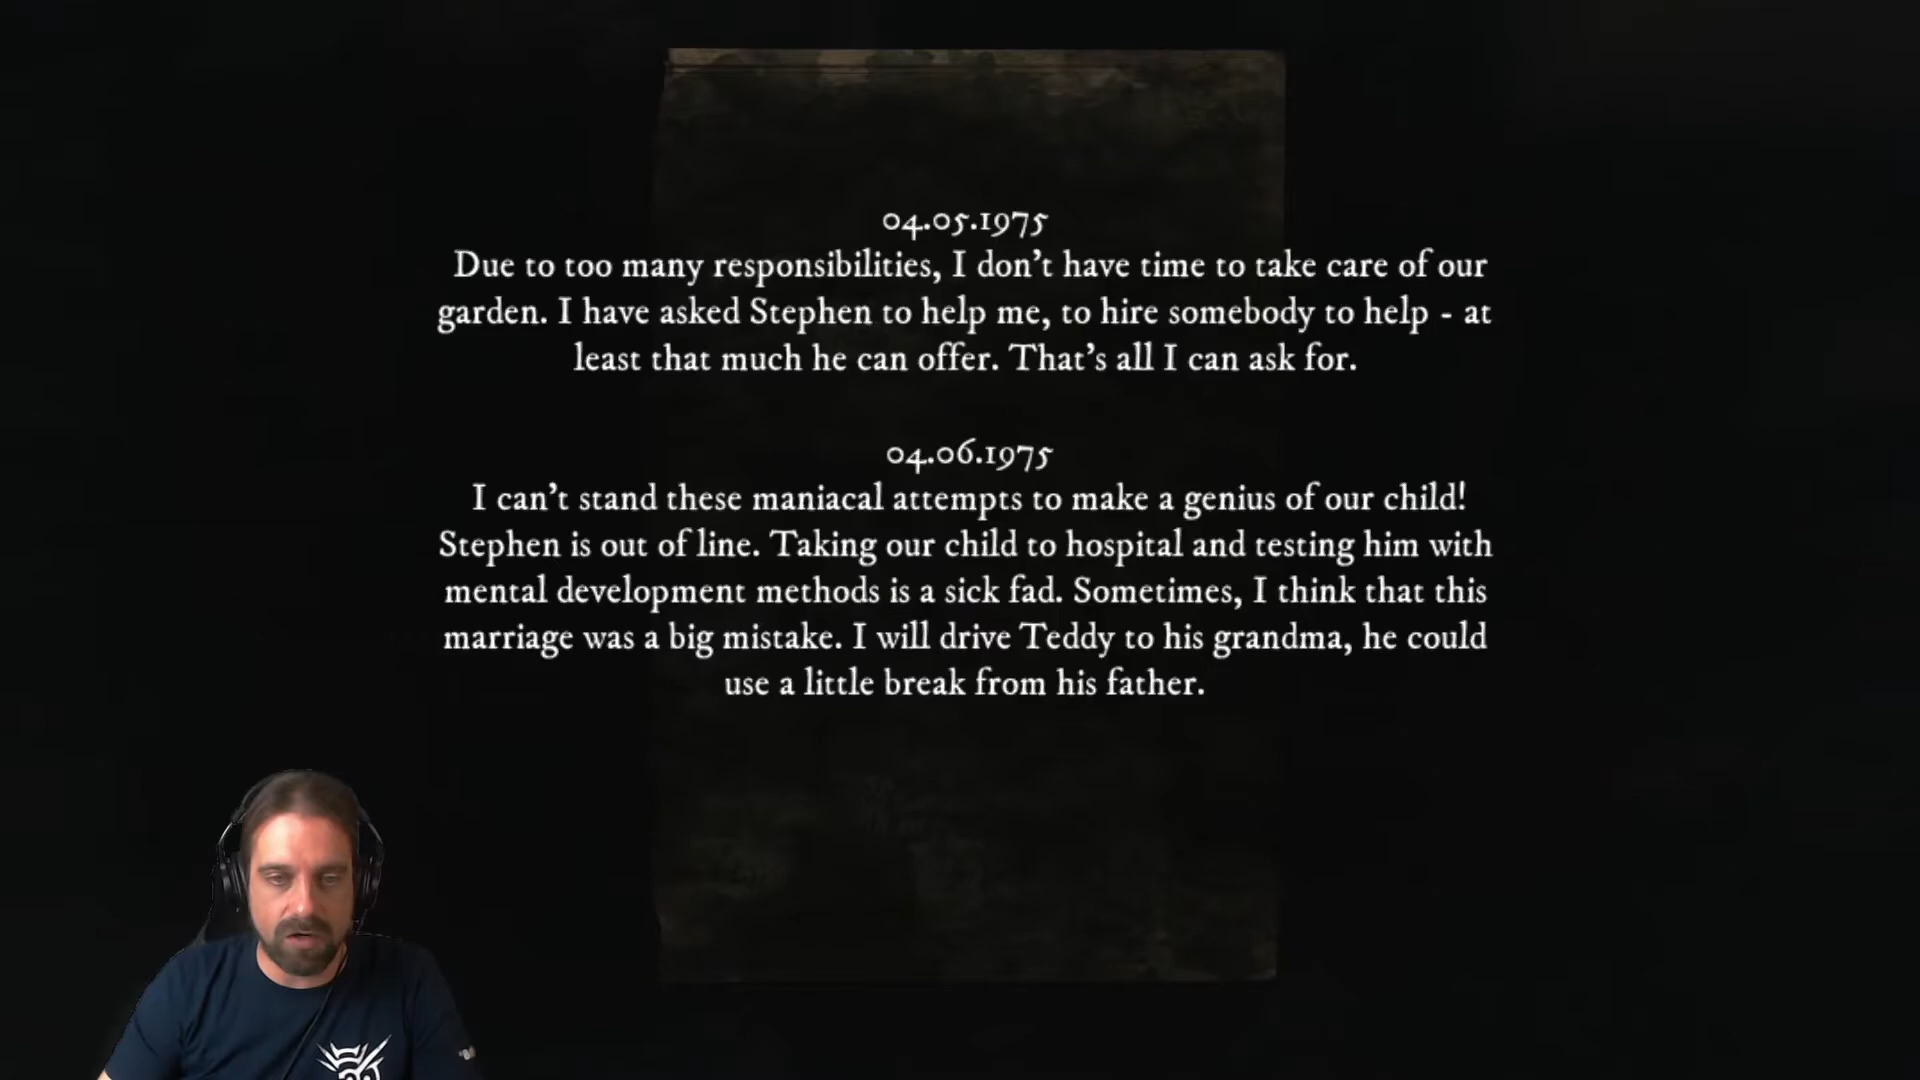 04.05.1975
Due to too many responsibilities, I don't have time to take care of our
garden. I have asked Stephen to help me, to hire somebody to help - at
least that much he can offer. That's all I can ask for.
04.06.1975
I can't stand these maniacal attempts to make a genius of our child!
Stephen is out of line. Taking our child to hospital and testing him with
mental development methods is a sick fad. Sometimes, I think that this
marriage was a big mistake. I will drive Teddy to his grandma, he could
use a little break from his father.